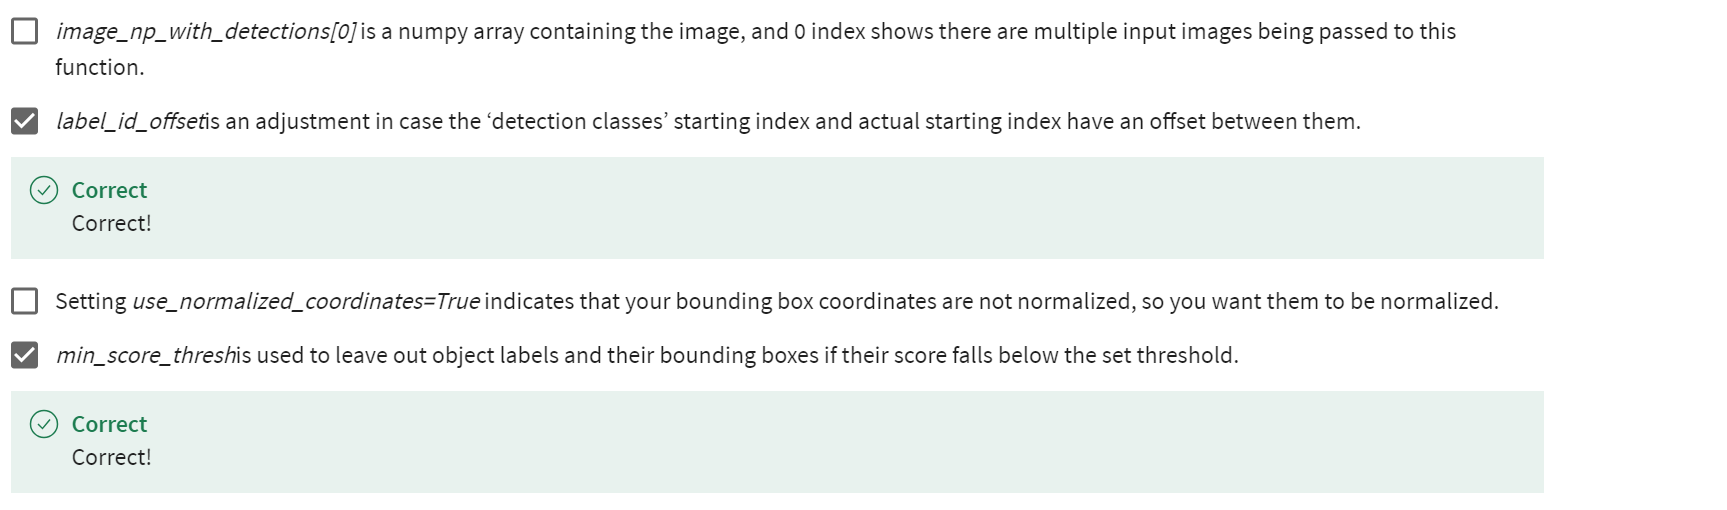 image_np_with_detections[0] is a numpy array containing the image, and 0 index shows there are multiple input images being passed to this
function.
label_id_offsetis an adjustment in case the ‘detection classes’ starting index and actual starting index have an offset between them.
Correct
Correct!
Setting use_normalized_coordinates=True indicates that your bounding box coordinates are not normalized, so you want them to be normalized.
min_score_threshis used to leave out object labels and their bounding boxes if their score falls below the set threshold.
Correct
Correct!